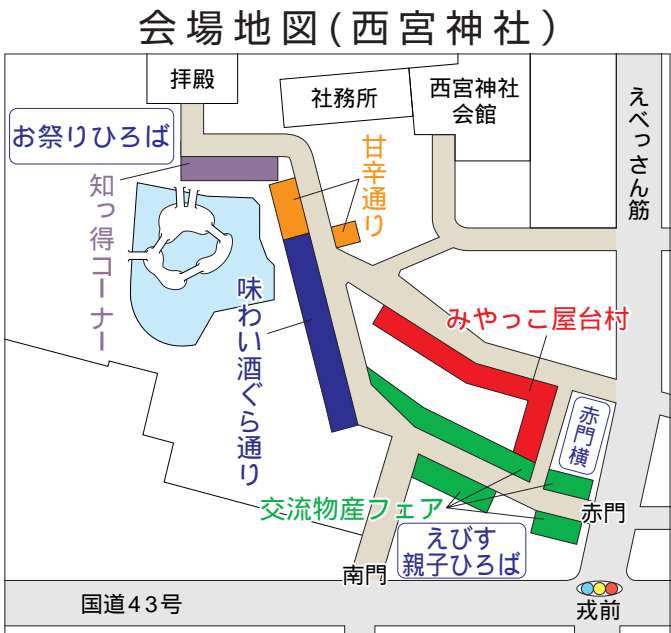 会場地図(西宮神社)
拝殿
社務所
西宮神社
会館
えべっさん筋
お祭りひろば
甘辛通り
知っ得コーナー
味わい酒ぐら通り
みやっこ屋台村
赤門横
交流物産フェア
赤門
えびす
親子ひろば
南門
国道43号
戎前